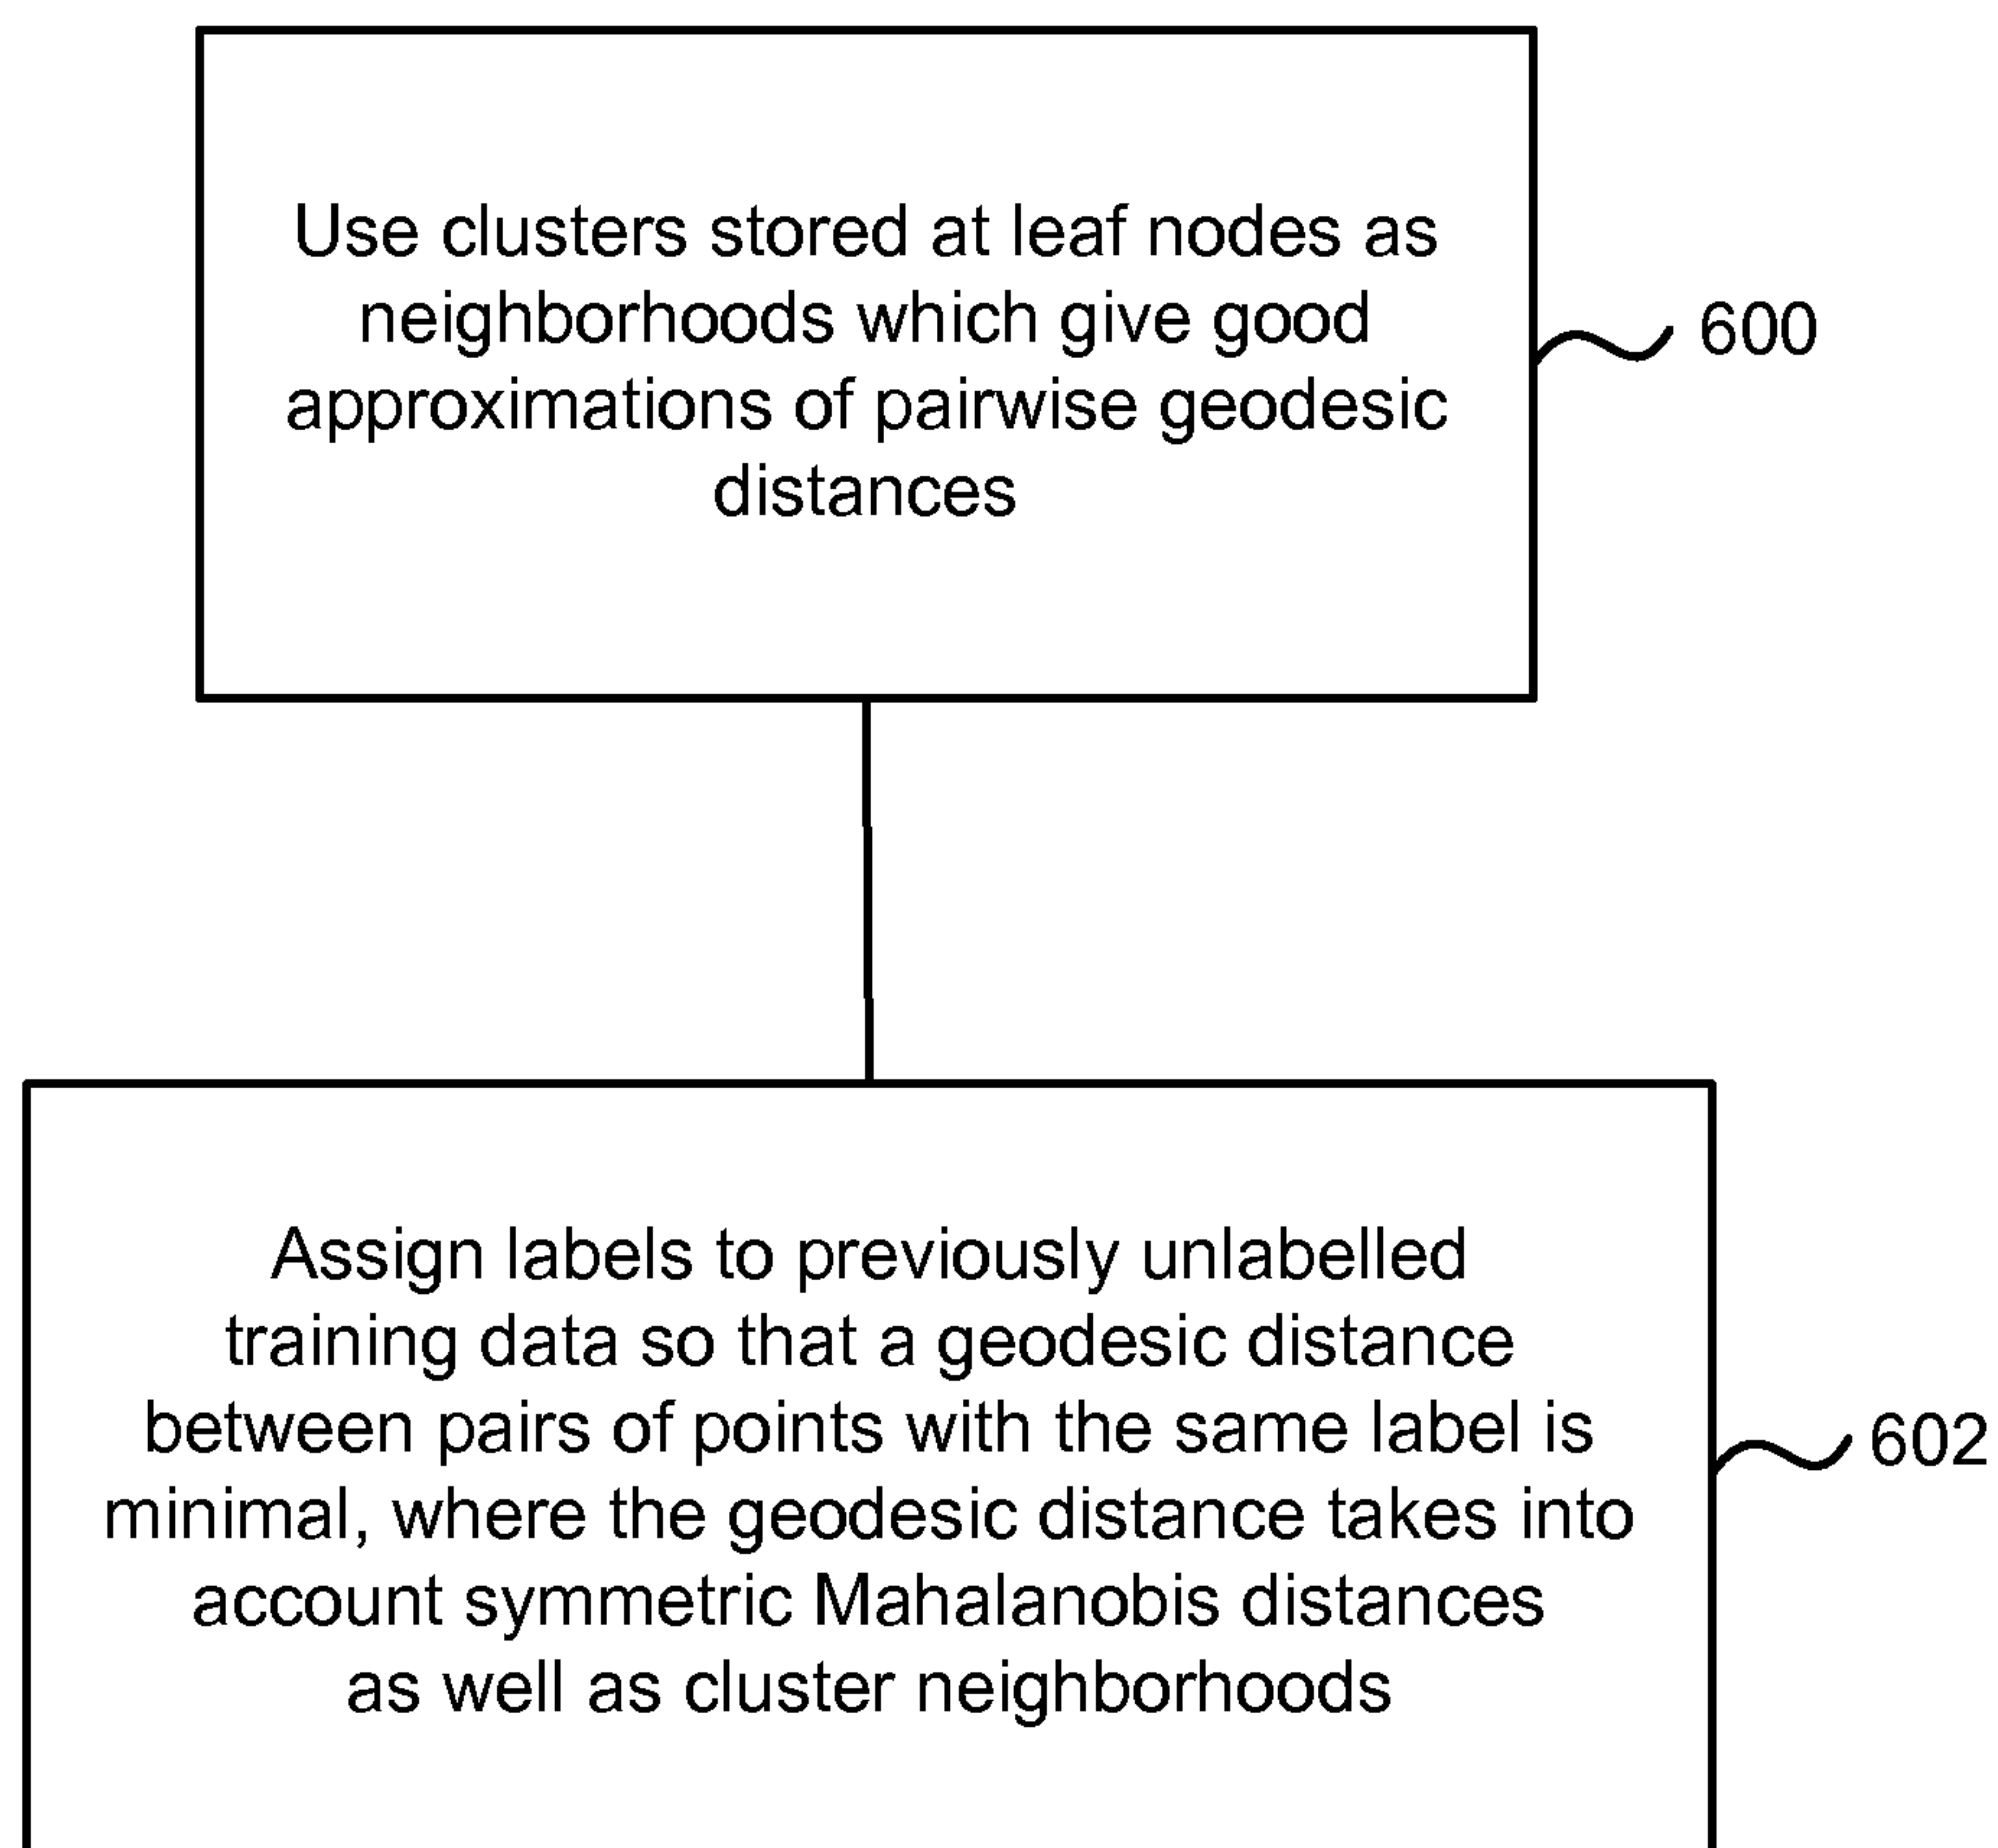 Use clusters stored at leaf nodes as
neighborhoods which give good
approximations of pairwise geodesic
distances
600
Assign labels to previously unlabelled
training data so that a geodesic distance
between pairs of points with the same label is
minimal, where the geodesic distance takes into
account symmetric Mahalanobis distances
as well as cluster neighborhoods
602